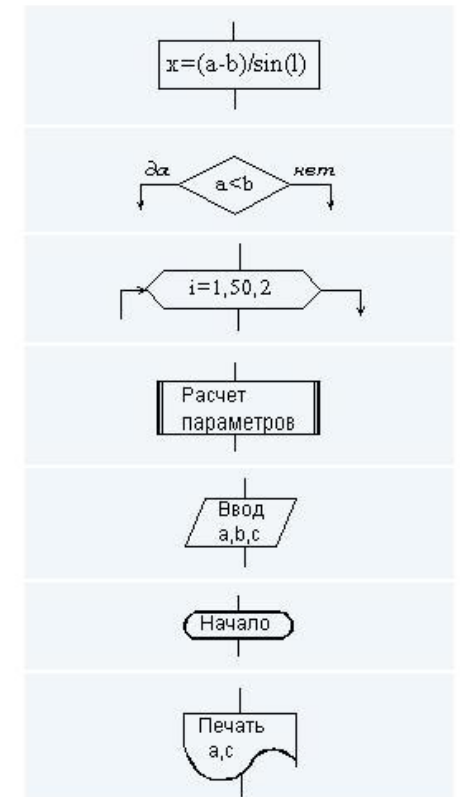 x=(a-b)/sin(l)
да нет
a<b
i=1,50,2
Расчет
параметров
Ввод
a,b,c
Начало
Печать
a,c